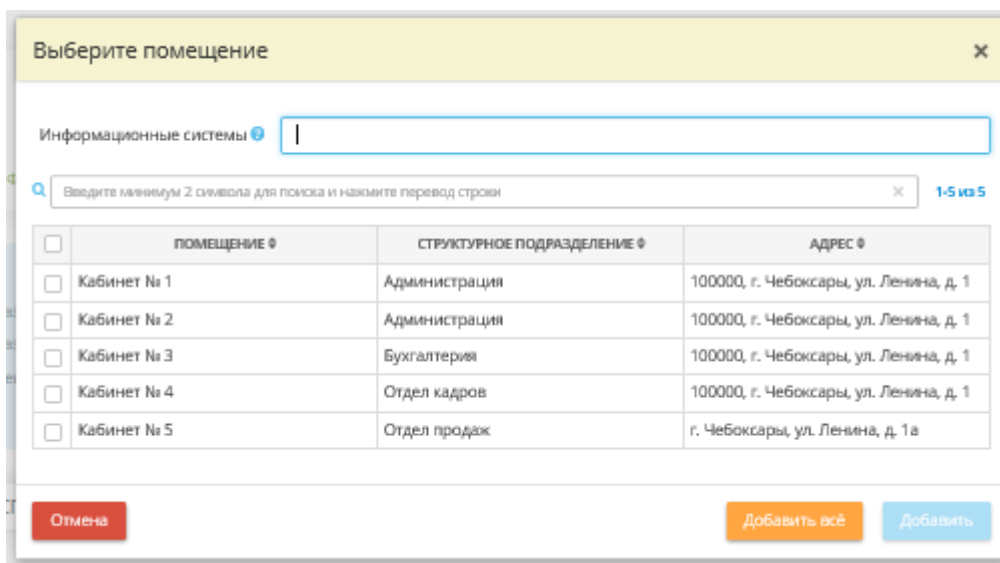 Выберите помещение ×
Информационные системы ?
Введите минимум 2 символа для поиска и нажмите перевод строки × 1-5 из 5
ПОМЕЩЕНИЕ СТРУКТУРНОЕ ПОДРАЗДЕЛЕНИЕ АДРЕС
Кабинет № 1 Администрация 100000, г. Чебоксары, ул. Ленина, д. 1
Кабинет № 2 Администрация 100000, г. Чебоксары, ул. Ленина, д. 1
Кабинет № 3 Бухгалтерия 100000, г. Чебоксары, ул. Ленина, д. 1
Кабинет № 4 Отдел кадров 100000, г. Чебоксары, ул. Ленина, д. 1
Кабинет № 5 Отдел продаж г. Чебоксары, ул. Ленина, д. 1а
Отмена Добавить всё Добавить